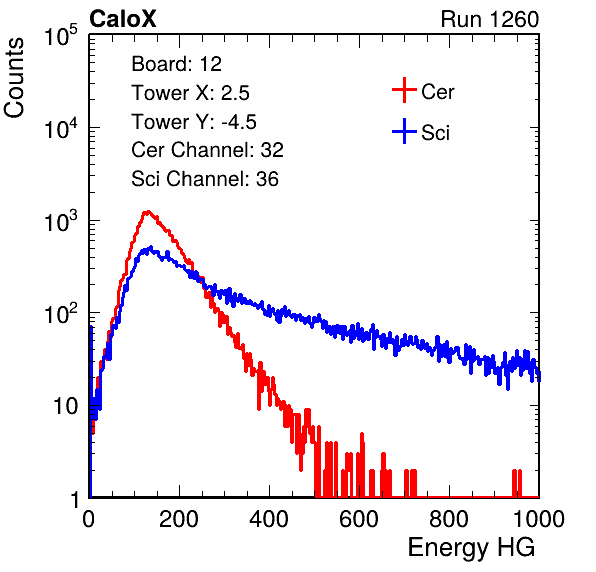 CaloX Run 1260
Counts
Board: 12
Tower X: 2.5
Tower Y: -4.5
Cer Channel: 32
Sci Channel: 36
Cer
Sci
10^5
10^4
10^3
10^2
10
1
0 200 400 600 800 1000
Energy HG